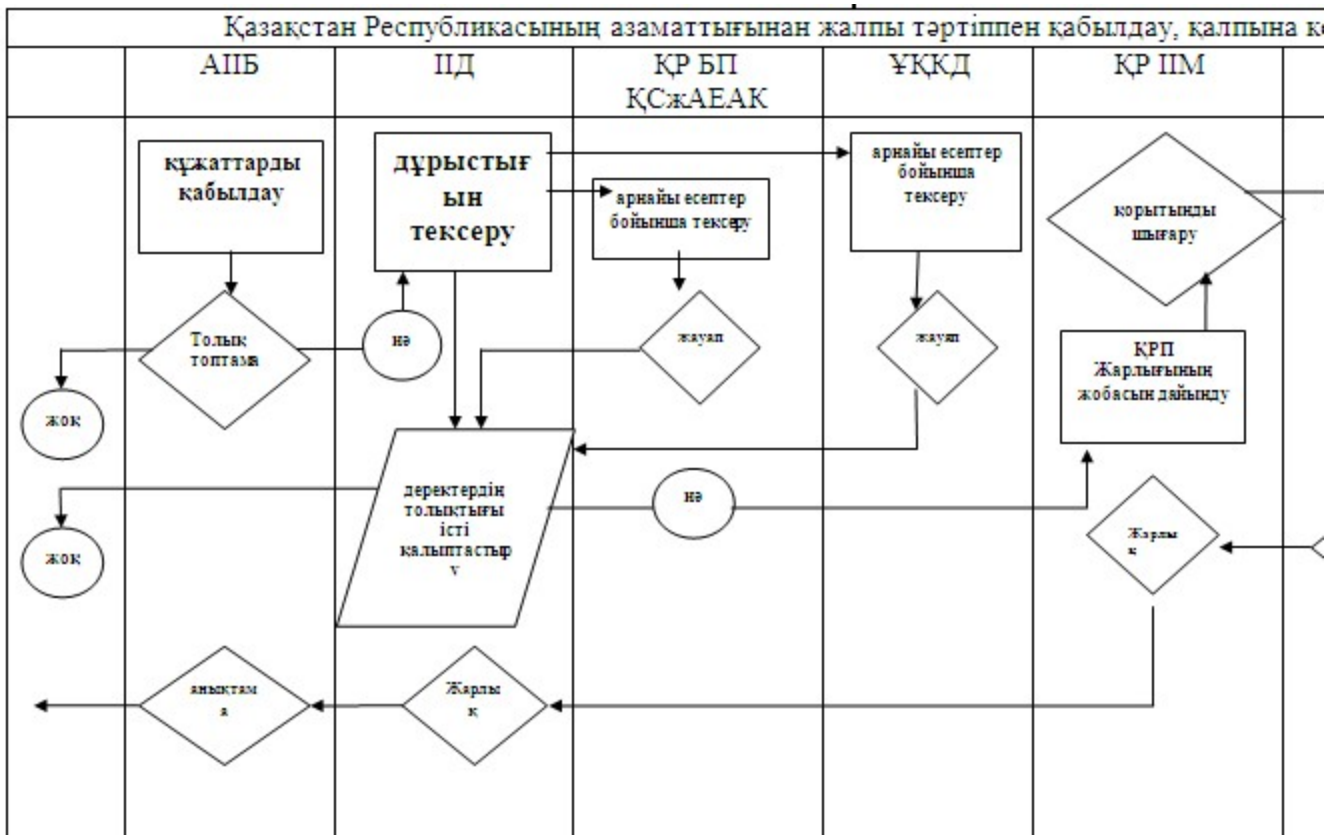 Қазақстан Республикасының азаматтығынан жалпы тәртіппен қабылдау, қалпына к
АІІБ
ІІД
ҚР БП
ҚСжАЕАК
ҰҚКД
ҚР ІІМ
құжаттарды
қабылдау
дұрыстығ
ын
тексеру
арнайы есептер
бойынша тексеру
арнайы есептер
бойынша
тексеру
қорытынды
шығару
Толық
топтама
иә
жауап
жауап
ҚРП
Жарлығының
жобасын дайынду
жоқ
деректердің
толықтығы
істі
қалыптастыр
у
иә
Жарлы
қ
жоқ
анықтам
а
Жарлы
қ